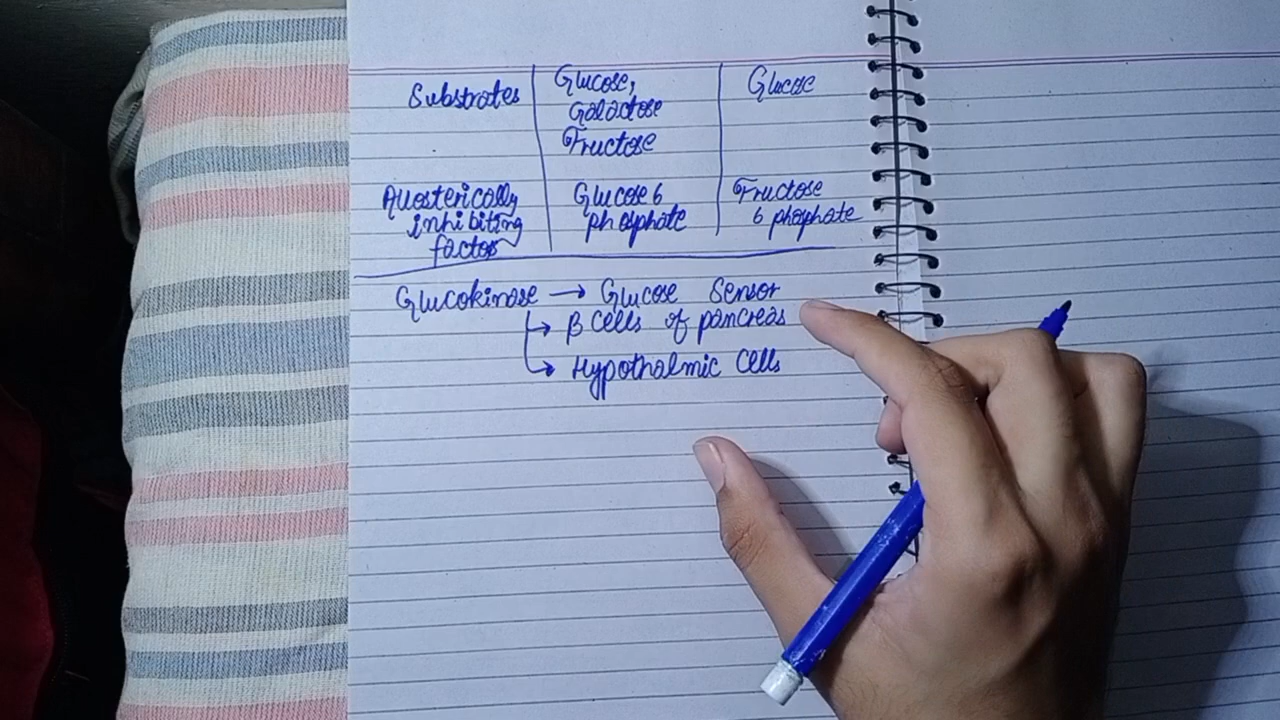 Substrates
Glucose,
Galactose
Fructose
Glucose
Allosterically
inhibiting
factor
Glucose 6
phosphate
Fructose
6 phosphate
Glucokinase → Glucose Sensor
→ β cells of pancreas
→ Hypothalmic cells